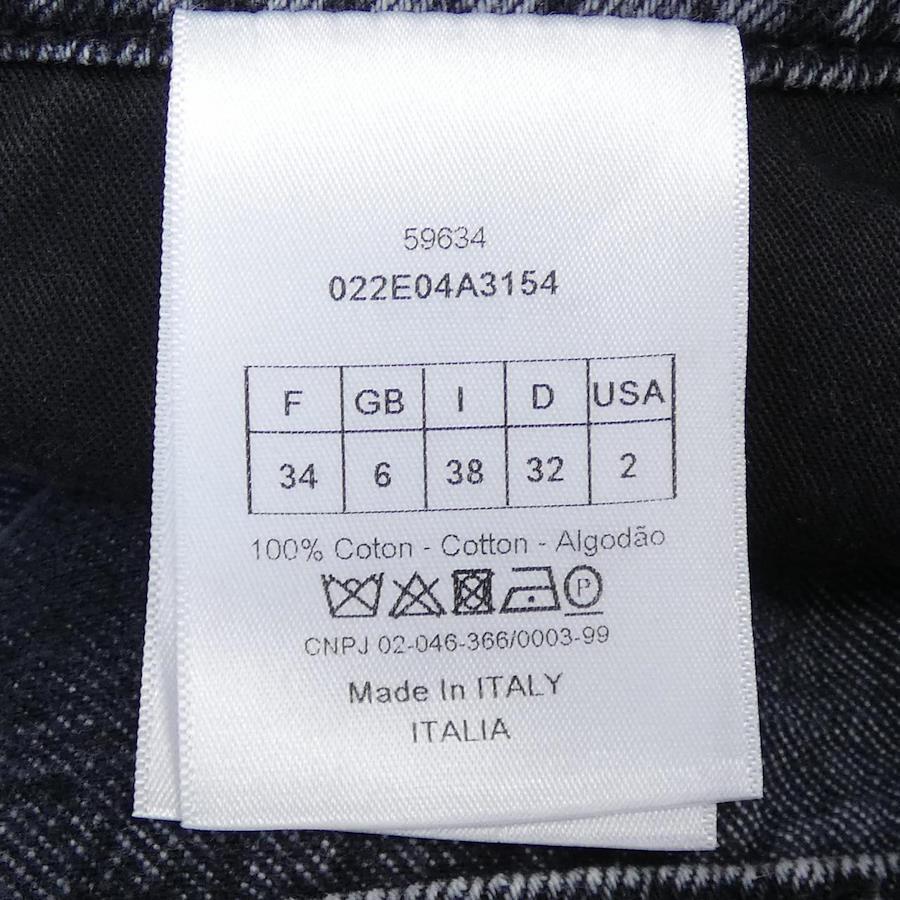 59634
022E04A3154
F GB I D USA
34 6 38 32 2
100% Coton - Cotton - Algodão
P
CNPJ 02-046-366/0003-99
Made In ITALY
ITALIA